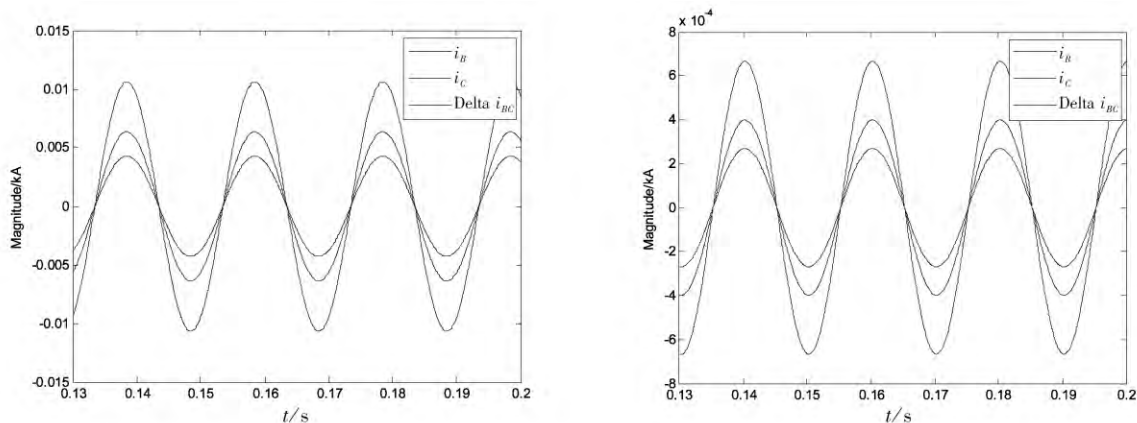 0.015
0.01
0.005
0
-0.005
-0.01
-0.015
Magnitude/kA
0.13 0.14 0.15 0.16 0.17 0.18 0.19 0.2
t/s
i_B
i_C
Delta i_BC
x 10^-4
8
6
4
2
0
-2
-4
-6
-8
Magnitude/kA
0.13 0.14 0.15 0.16 0.17 0.18 0.19 0.2
t/s
i_B
i_C
Delta i_BC